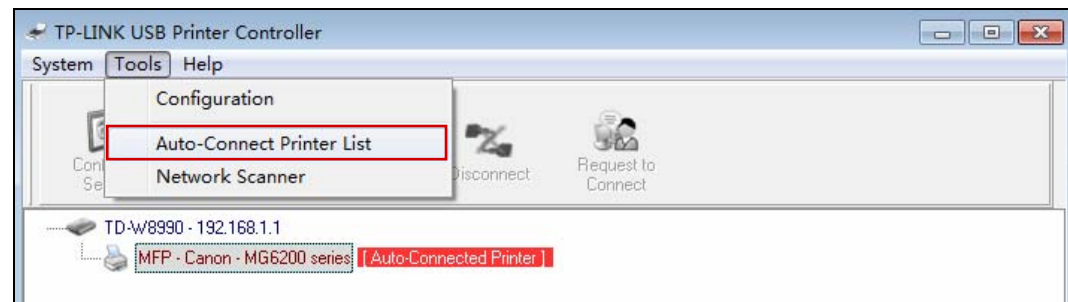 TP-LINK USB Printer Controller
System Tools Help
Configuration
Auto-Connect Printer List
Network Scanner
Disconnect
Request to
Connect
TD-W8990 - 192.168.1.1
MFP - Canon - MG6200 series [ Auto-Connected Printer ]